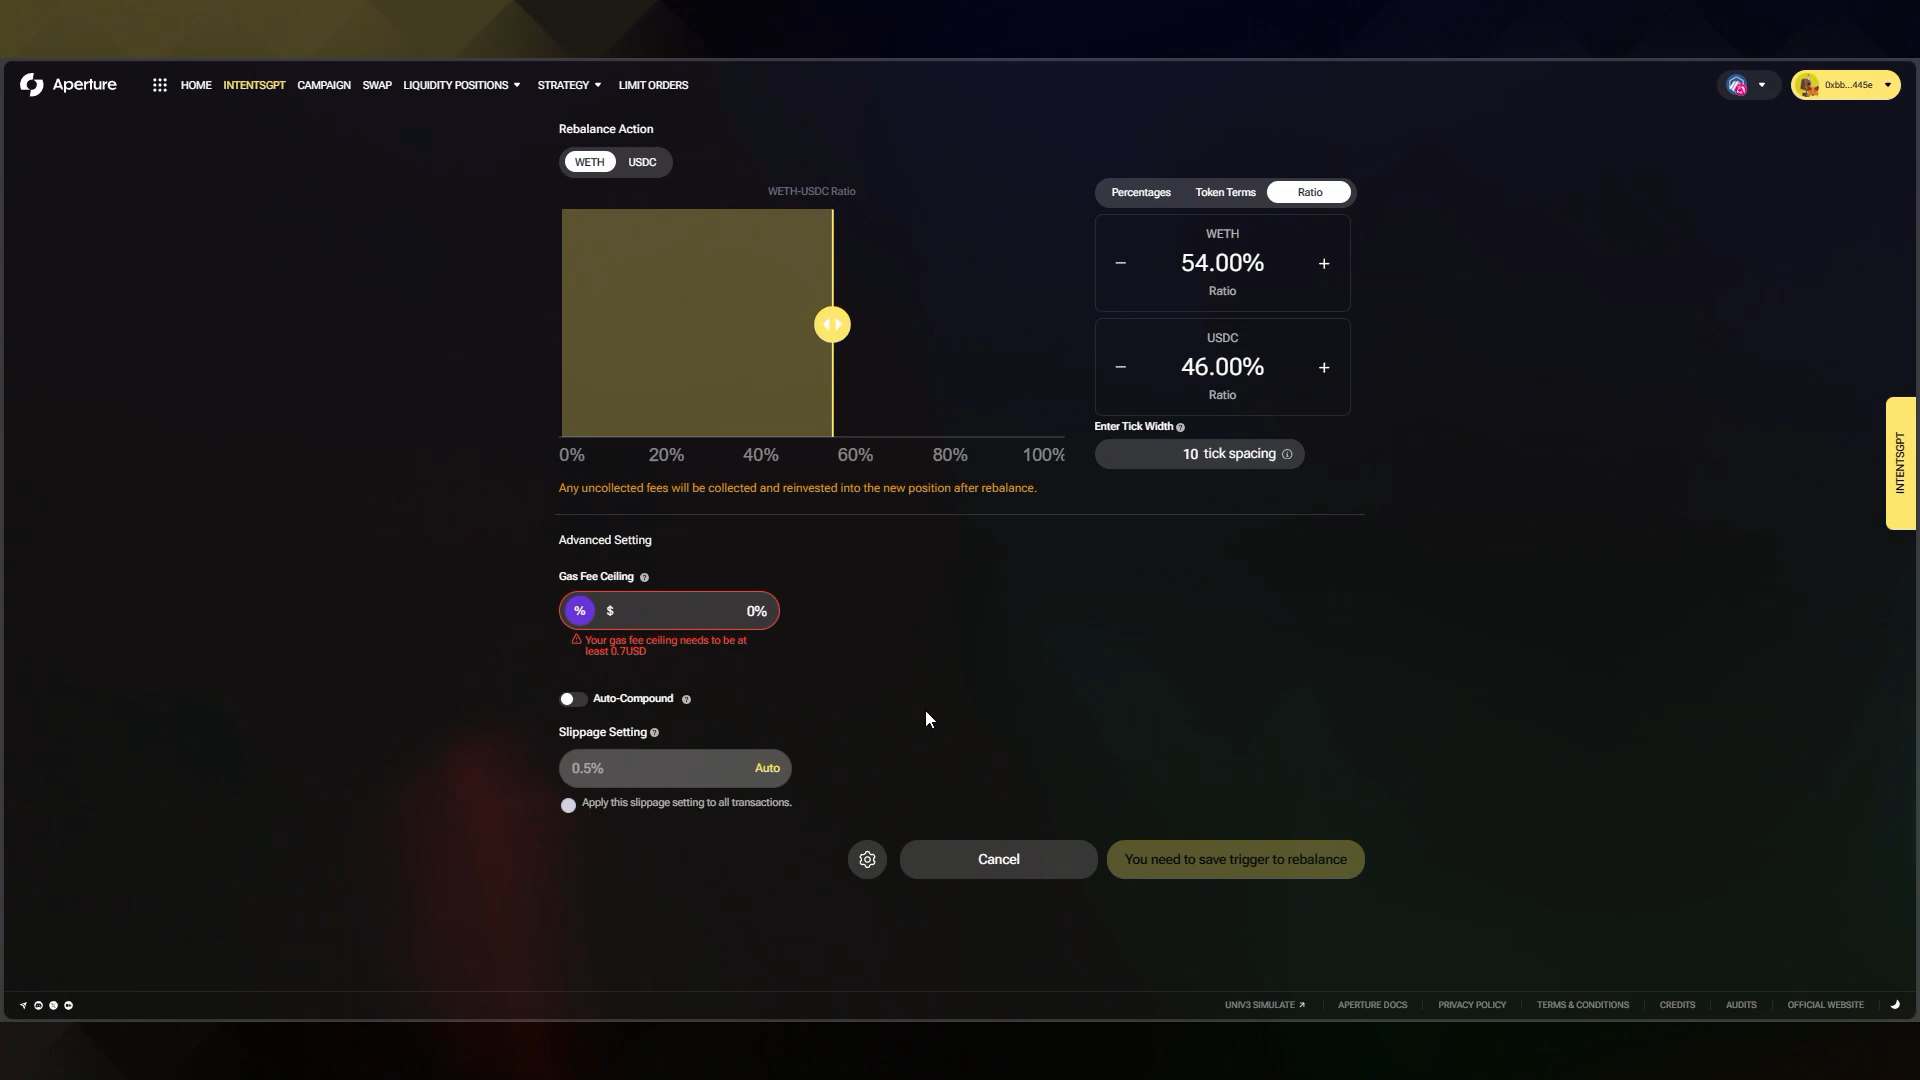 Aperture
HOME INTENTSGPT CAMPAIGN SWAP LIQUIDITY POSITIONS STRATEGY LIMIT ORDERS
0xbb...445e
Rebalance Action
WETH USDC
WETH-USDC Ratio
0% 20% 40% 60% 80% 100%
Percentages Token Terms Ratio
WETH
− 54.00% +
Ratio
USDC
− 46.00% +
Ratio
Enter Tick Width
10 tick spacing
Any uncollected fees will be collected and reinvested into the new position after rebalance.
Advanced Setting
Gas Fee Ceiling
% $ 0%
Your gas fee ceiling needs to be at
least 0.7USD
Auto-Compound
Slippage Setting
0.5% Auto
Apply this slippage setting to all transactions.
Cancel You need to save trigger to rebalance
INTENTSGPT
UNIV3 SIMULATE APERTURE DOCS PRIVACY POLICY TERMS & CONDITIONS CREDITS AUDITS OFFICIAL WEBSITE